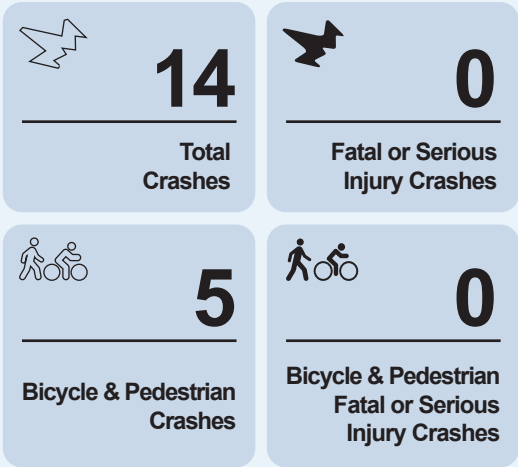 14
Total
Crashes
0
Fatal or Serious
Injury Crashes
5
Bicycle & Pedestrian
Crashes
0
Bicycle & Pedestrian
Fatal or Serious
Injury Crashes